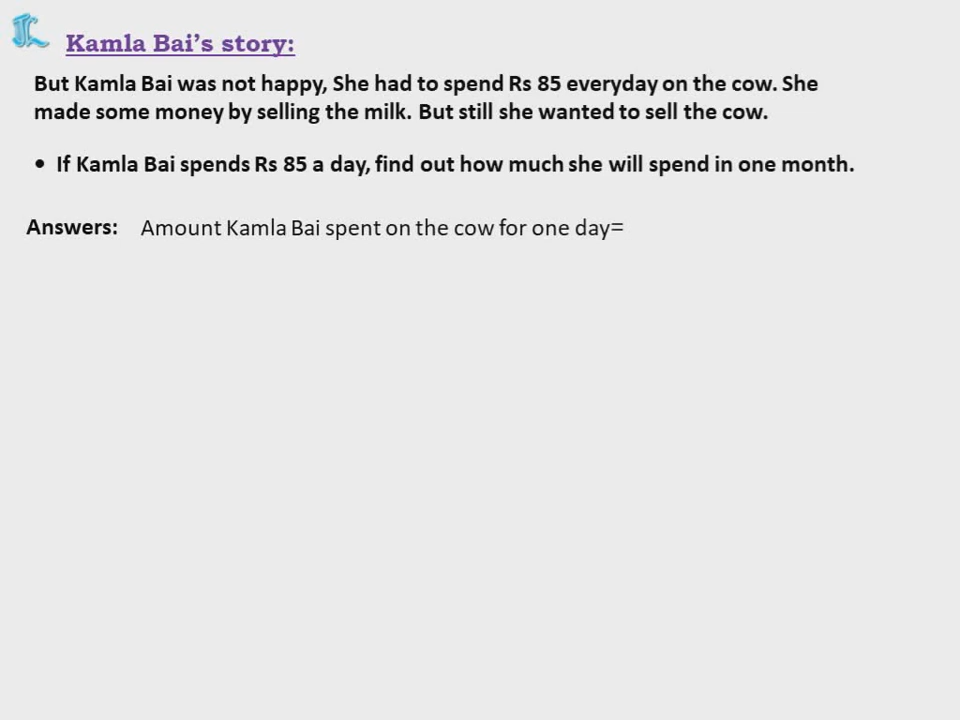 Kamla Bai’s story:
But Kamla Bai was not happy, She had to spend Rs 85 everyday on the cow. She
made some money by selling the milk. But still she wanted to sell the cow.
• If Kamla Bai spends Rs 85 a day, find out how much she will spend in one month.
Answers: Amount Kamla Bai spent on the cow for one day=